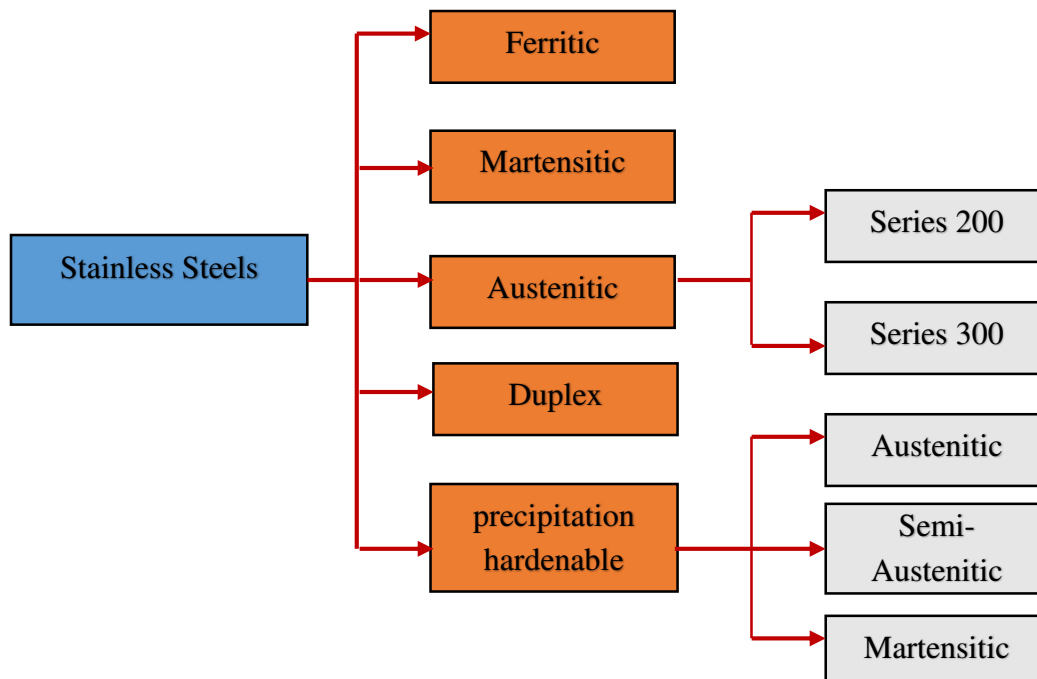 Stainless Steels
Ferritic
Martensitic
Austenitic
Duplex
precipitation
hardenable
Series 200
Series 300
Austenitic
Semi-
Austenitic
Martensitic